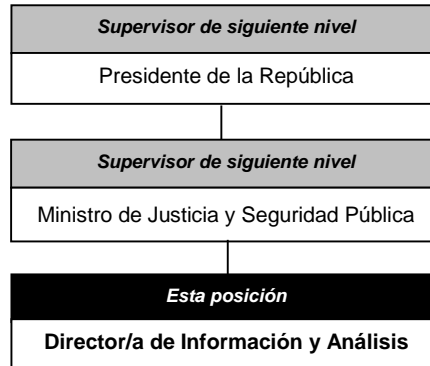 Supervisor de siguiente nivel
Presidente de la República
Supervisor de siguiente nivel
Ministro de Justicia y Seguridad Pública
Esta posición
Director/a de Información y Análisis